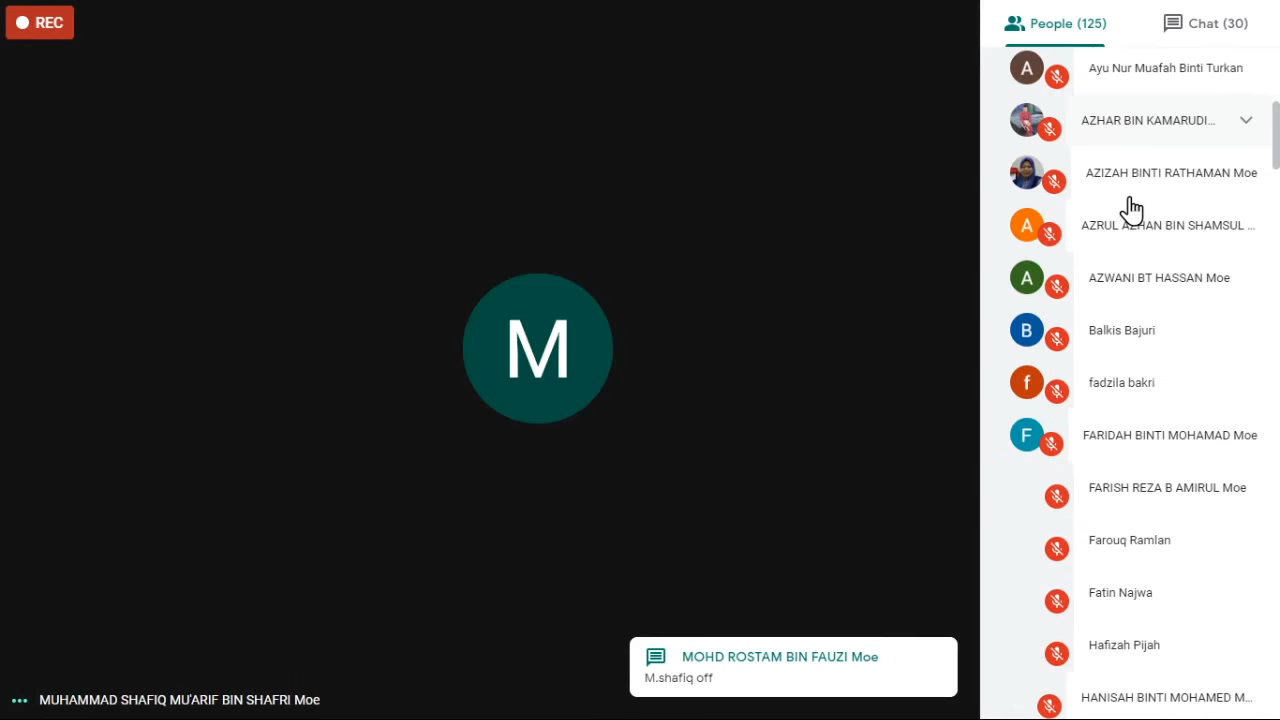 REC
People (125)
Chat (30)
A
Ayu Nur Muafah Binti Turkan
AZHAR BIN KAMARUDI...
AZIZAH BINTI RATHAMAN Moe
A
AZRUL AZHAN BIN SHAMSUL ...
A
AZWANI BT HASSAN Moe
B
Balkis Bajuri
f
fadzila bakri
F
FARIDAH BINTI MOHAMAD Moe
FARISH REZA B AMIRUL Moe
Farouq Ramlan
Fatin Najwa
Hafizah Pijah
HANISAH BINTI MOHAMED M...
M
MOHD ROSTAM BIN FAUZI Moe
M.shafiq off
MUHAMMAD SHAFIQ MU'ARIF BIN SHAFRI Moe